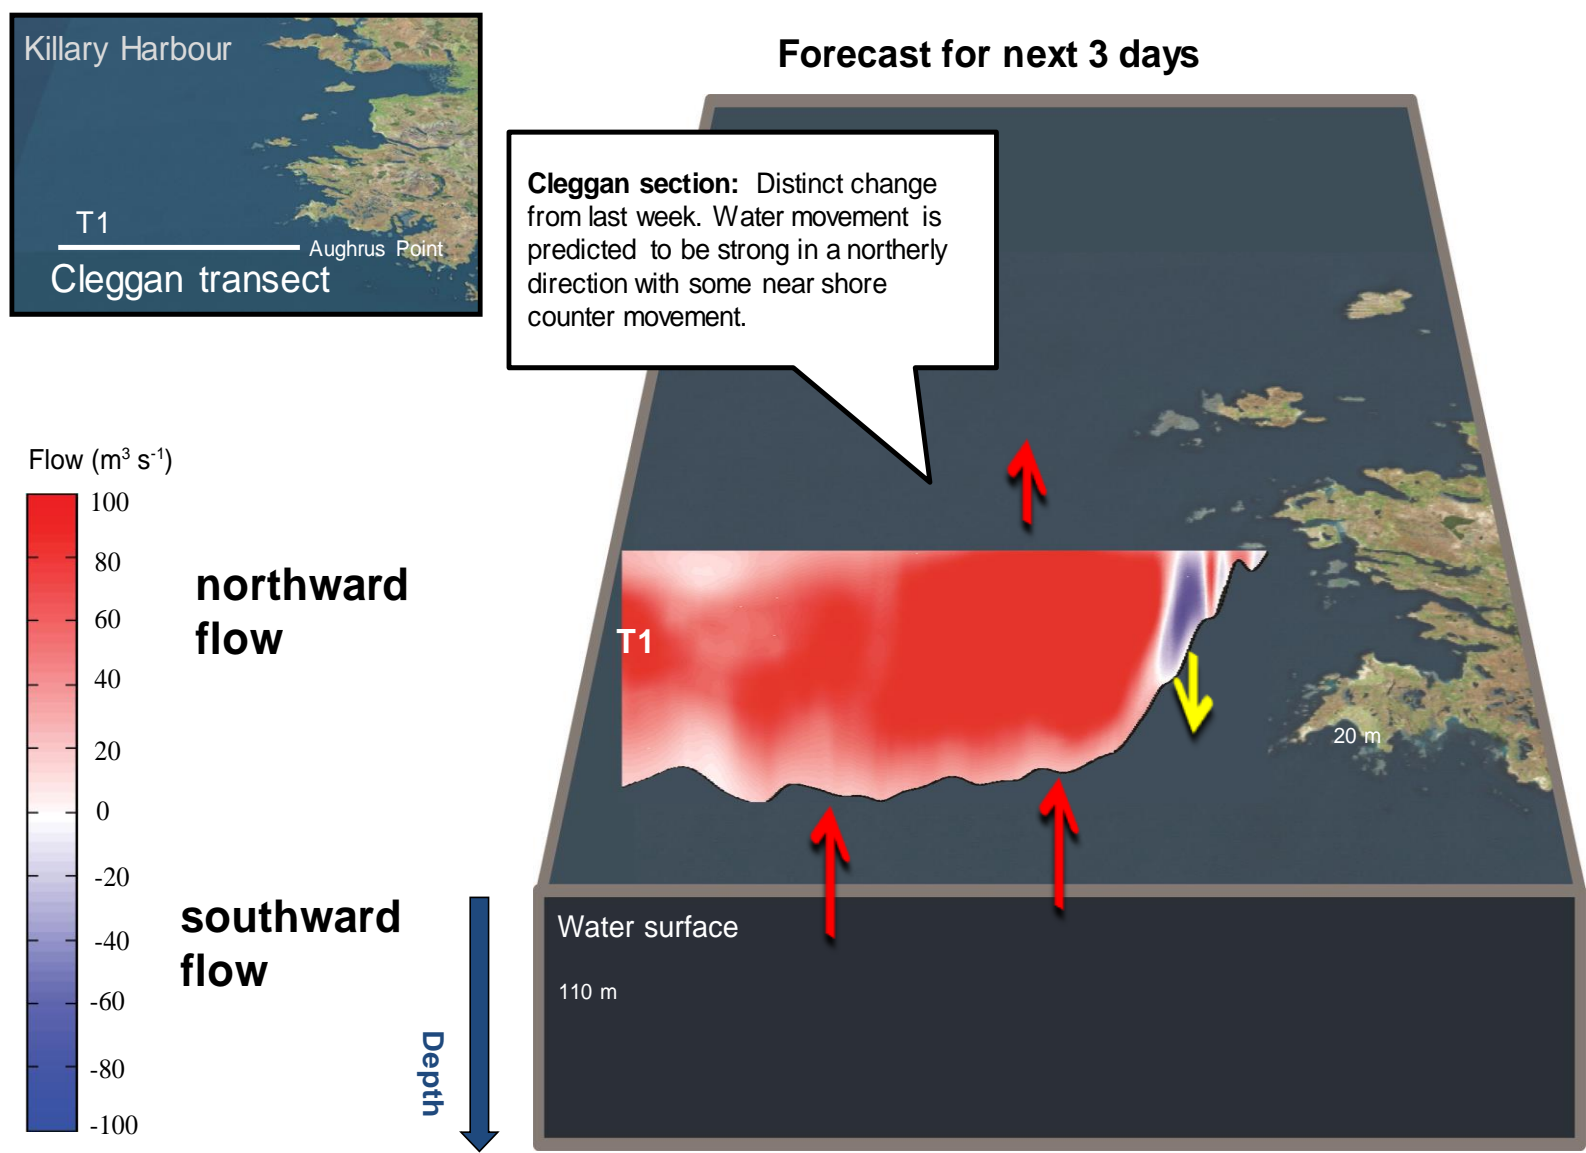 Killary Harbour
T1
Aughrus Point
Cleggan transect
Forecast for next 3 days
Cleggan section: Distinct change
from last week. Water movement is
predicted to be strong in a northerly
direction with some near shore
counter movement.
Flow (m³ s⁻¹)
100
80
60
40
20
0
-20
-40
-60
-80
-100
northward
flow
southward
flow
Depth
T1
20 m
Water surface
110 m